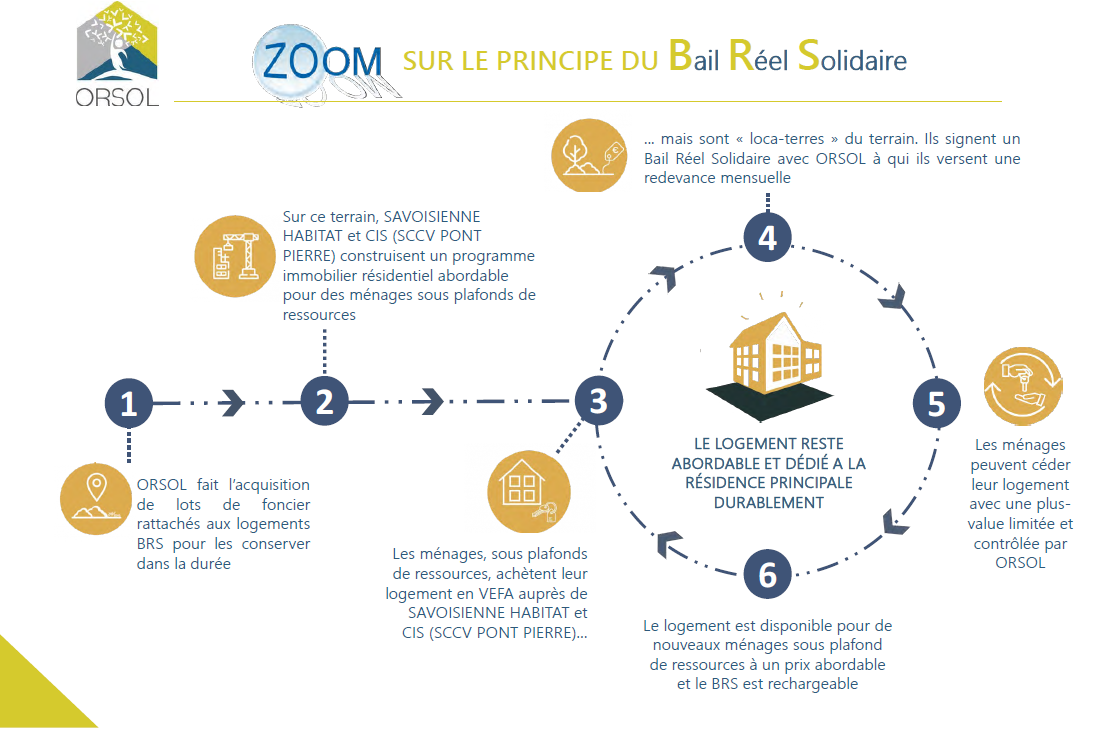 ORSOL
ZOOM SUR LE PRINCIPE DU Bail Réel Solidaire
1
ORSOL fait l'acquisition
de lots de foncier
rattachés aux logements
BRS pour les conserver
dans la durée
2
Sur ce terrain, SAVOISIENNE
HABITAT et CIS (SCCV PONT
PIERRE) construisent un programme
immobilier résidentiel abordable
pour des ménages sous plafonds de
ressources
3
Les ménages, sous plafonds
de ressources, achètent leur
logement en VEFA auprès de
SAVOISIENNE HABITAT et
CIS (SCCV PONT PIERRE)...
4
... mais sont « loca-terres » du terrain. Ils signent un
Bail Réel Solidaire avec ORSOL à qui ils versent une
redevance mensuelle
5
Les ménages
peuvent céder
leur logement
avec une plus-
value limitée et
contrôlée par
ORSOL
6
Le logement est disponible pour de
nouveaux ménages sous plafond
de ressources à un prix abordable
et le BRS est rechargeable
LE LOGEMENT RESTE
ABORDABLE ET DÉDIÉ A LA
RÉSIDENCE PRINCIPALE
DURABLEMENT
€